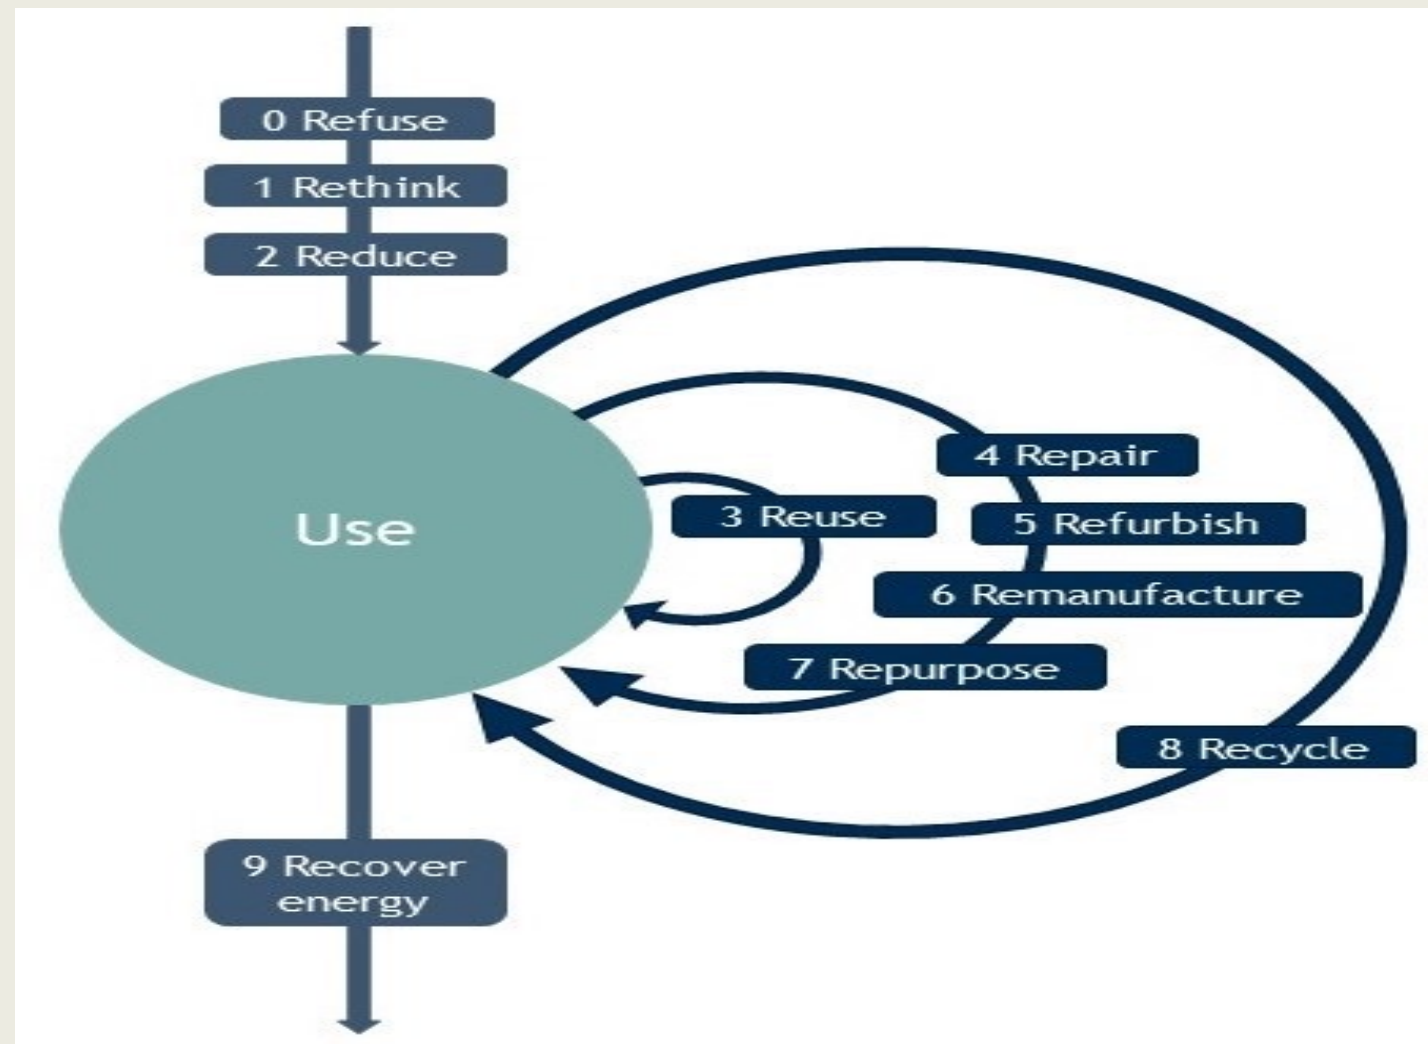 0 Refuse
1 Rethink
2 Reduce
Use
3 Reuse
4 Repair
5 Refurbish
6 Remanufacture
7 Repurpose
8 Recycle
9 Recover
energy